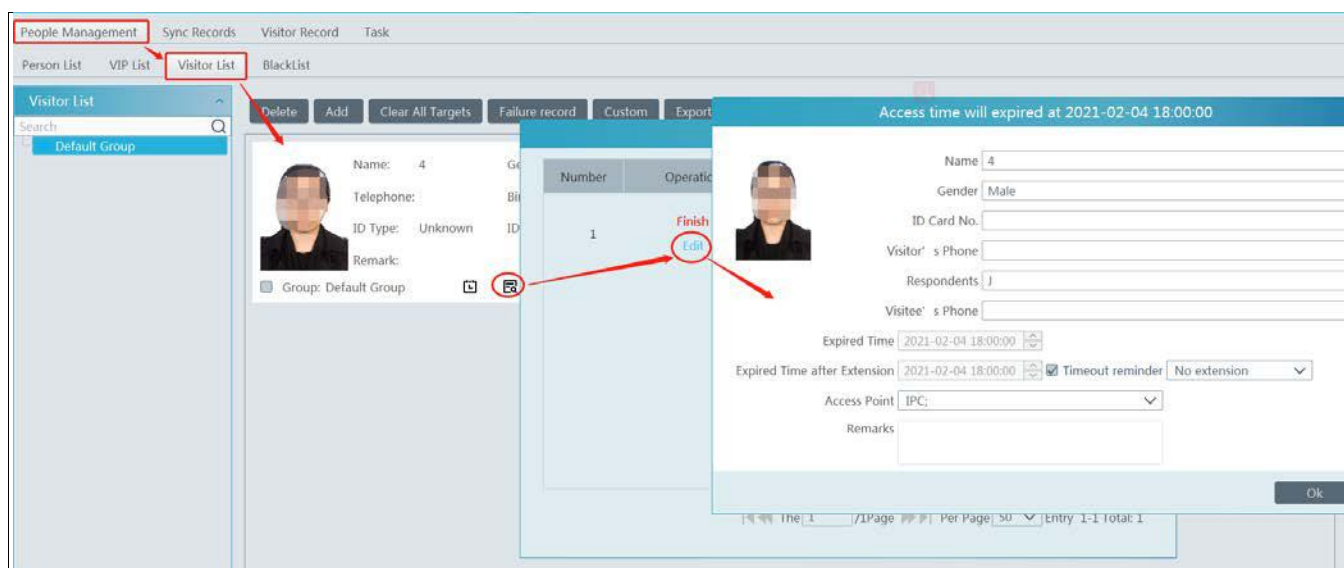 People Management Sync Records Visitor Record Task
Person List VIP List Visitor List BlackList
Visitor List
Search
Default Group
Delete Add Clear All Targets Failure record Custom Export
Name: 4
Telephone:
ID Type: Unknown ID
Remark:
Group: Default Group
Number Operatio
1
Finish
Edit
Access time will expired at 2021-02-04 18:00:00
Name 4
Gender Male
ID Card No.
Visitor' s Phone
Respondents J
Visitee' s Phone
Expired Time 2021-02-04 18:00:00
Expired Time after Extension 2021-02-04 18:00:00 Timeout reminder No extension
Access Point IPC;
Remarks
Ok
The 1 /1Page Per Page 50 Entry 1-1 Total: 1